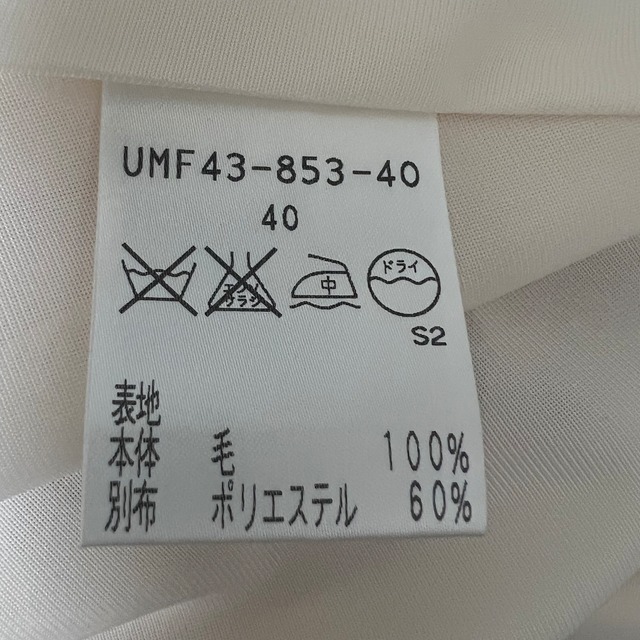 UMF43-853-40
40
エンソ サラシ 中 ドライ
S2
表地
本体 毛 100%
別布 ポリエステル 60%